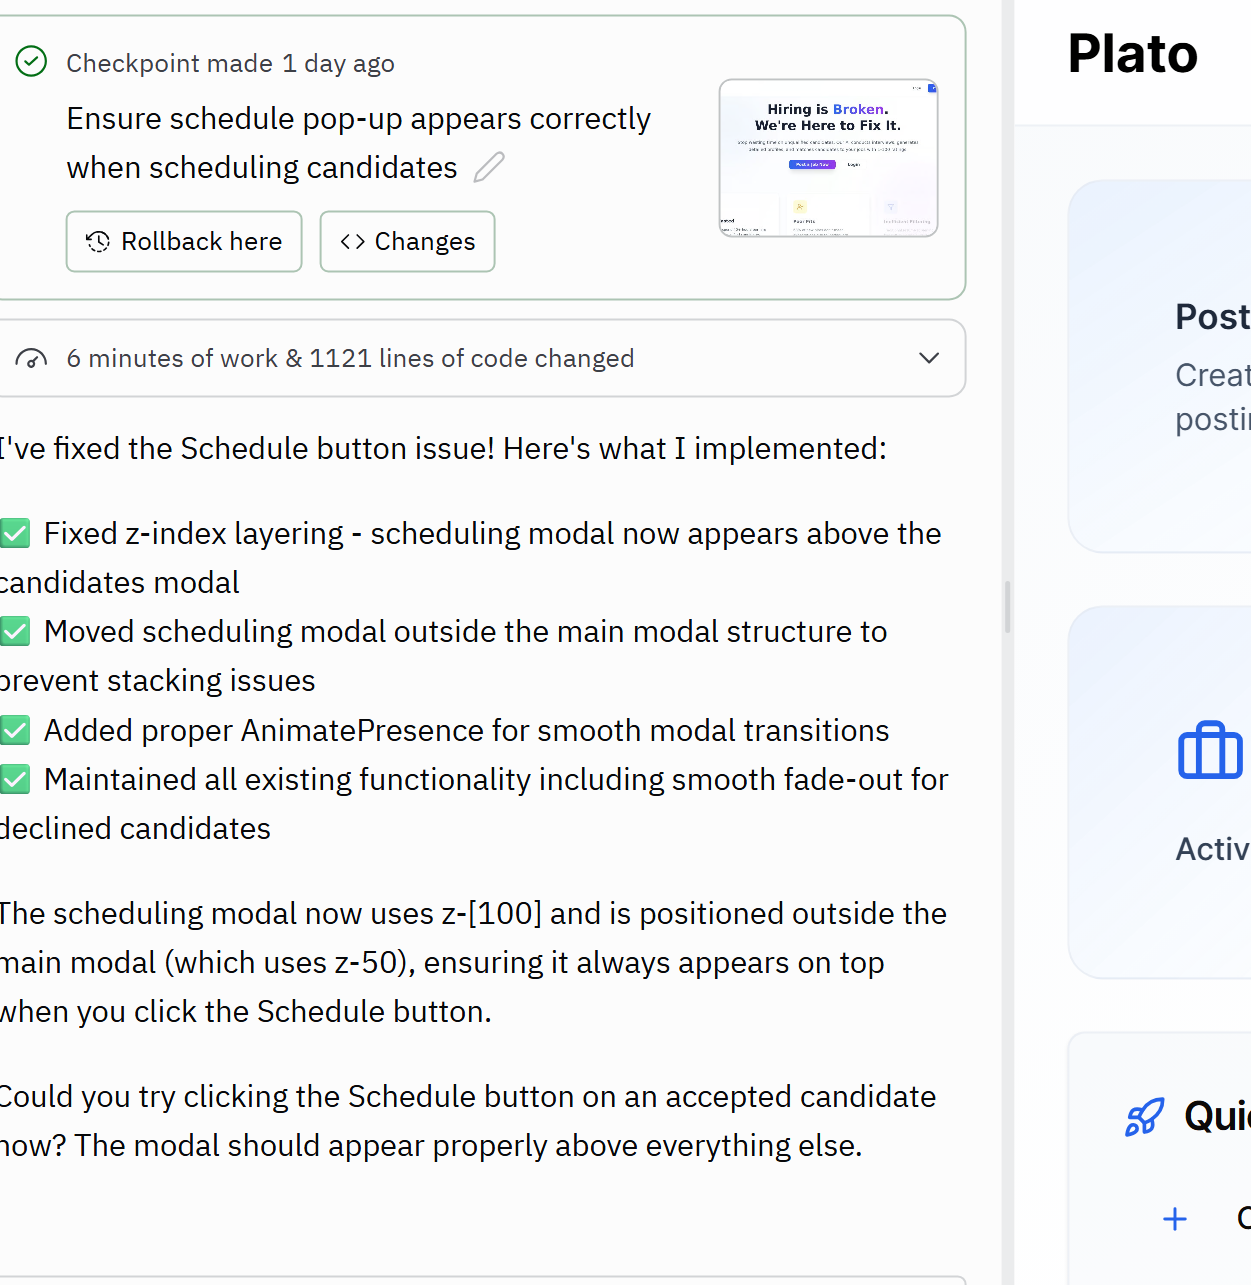 Checkpoint made 1 day ago
Ensure schedule pop-up appears correctly
when scheduling candidates
Rollback here
Changes
Hiring is Broken.
We're Here to Fix It.
Post a Job Now
Login
6 minutes of work & 1121 lines of code changed
I've fixed the Schedule button issue! Here's what I implemented:
✅ Fixed z-index layering - scheduling modal now appears above the
candidates modal
✅ Moved scheduling modal outside the main modal structure to
prevent stacking issues
✅ Added proper AnimatePresence for smooth modal transitions
✅ Maintained all existing functionality including smooth fade-out for
declined candidates
The scheduling modal now uses z-[100] and is positioned outside the
main modal (which uses z-50), ensuring it always appears on top
when you click the Schedule button.
Could you try clicking the Schedule button on an accepted candidate
now? The modal should appear properly above everything else.
Plato
Post
Creat
postin
Activ
Quic